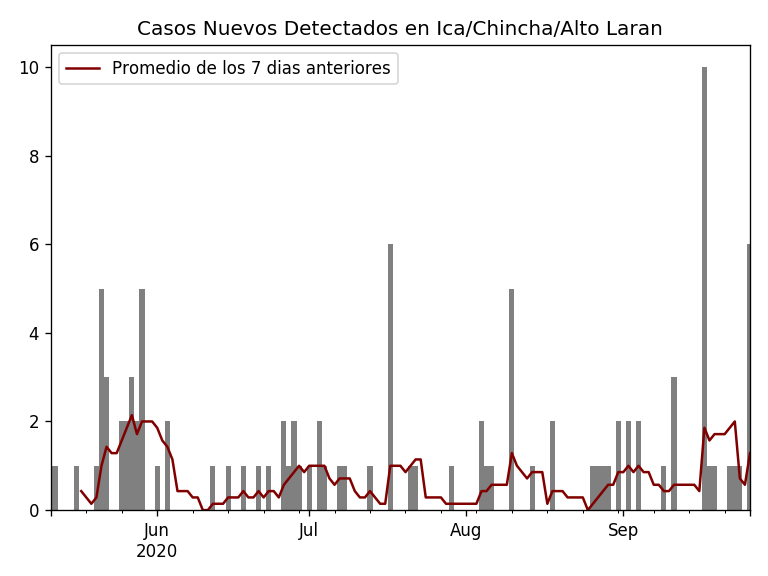 Casos Nuevos Detectados en Ica/Chincha/Alto Laran
Promedio de los 7 dias anteriores
10
8
6
4
2
0
Jun
2020
Jul
Aug
Sep